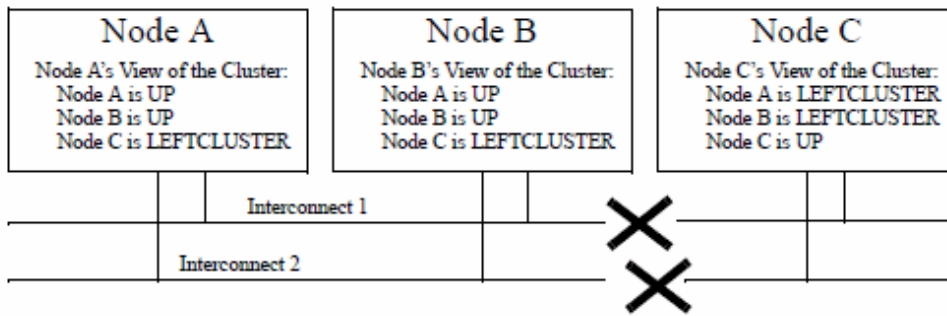 Node A
Node A's View of the Cluster:
Node A is UP
Node B is UP
Node C is LEFTCLUSTER
Node B
Node B's View of the Cluster:
Node A is UP
Node B is UP
Node C is LEFTCLUSTER
Node C
Node C's View of the Cluster:
Node A is LEFTCLUSTER
Node B is LEFTCLUSTER
Node C is UP
Interconnect 1
Interconnect 2